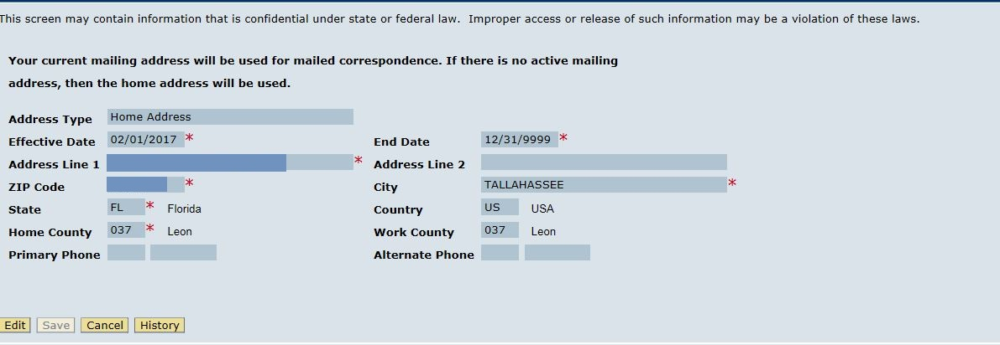 This screen may contain information that is confidential under state or federal law.  Improper access or release of such information may be a violation of these laws.
Your current mailing address will be used for mailed correspondence. If there is no active mailing
address, then the home address will be used.
Address Type Home Address
Effective Date 02/01/2017 * End Date 12/31/9999 *
Address Line 1 * Address Line 2
ZIP Code * City TALLAHASSEE *
State FL * Florida Country US USA
Home County 037 * Leon Work County 037 Leon
Primary Phone Alternate Phone
Edit Save Cancel History